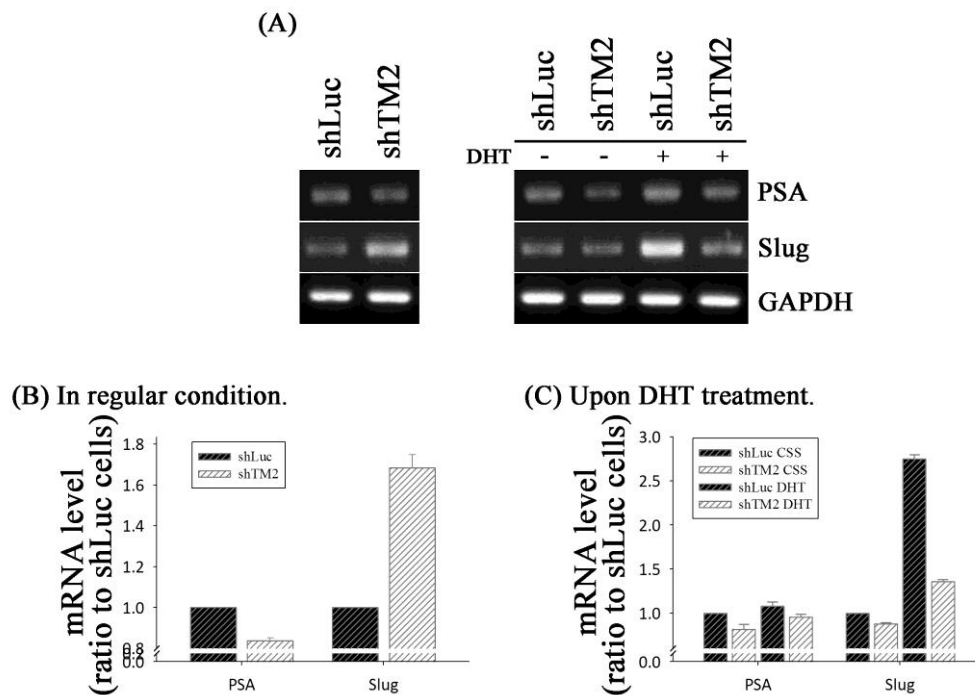 (A)
shLuc shTM2 shLuc shTM2 shLuc shTM2
DHT - - + +
PSA
Slug
GAPDH
(B) In regular condition.
mRNA level
(ratio to shLuc cells)
1.8
1.6
1.4
1.2
1.0
0.8
0.2
0.0
shLuc
shTM2
PSA Slug
(C) Upon DHT treatment.
mRNA level
(ratio to shLuc cells)
3.0
2.5
2.0
1.5
1.0
0.0
shLuc CSS
shTM2 CSS
shLuc DHT
shTM2 DHT
PSA Slug